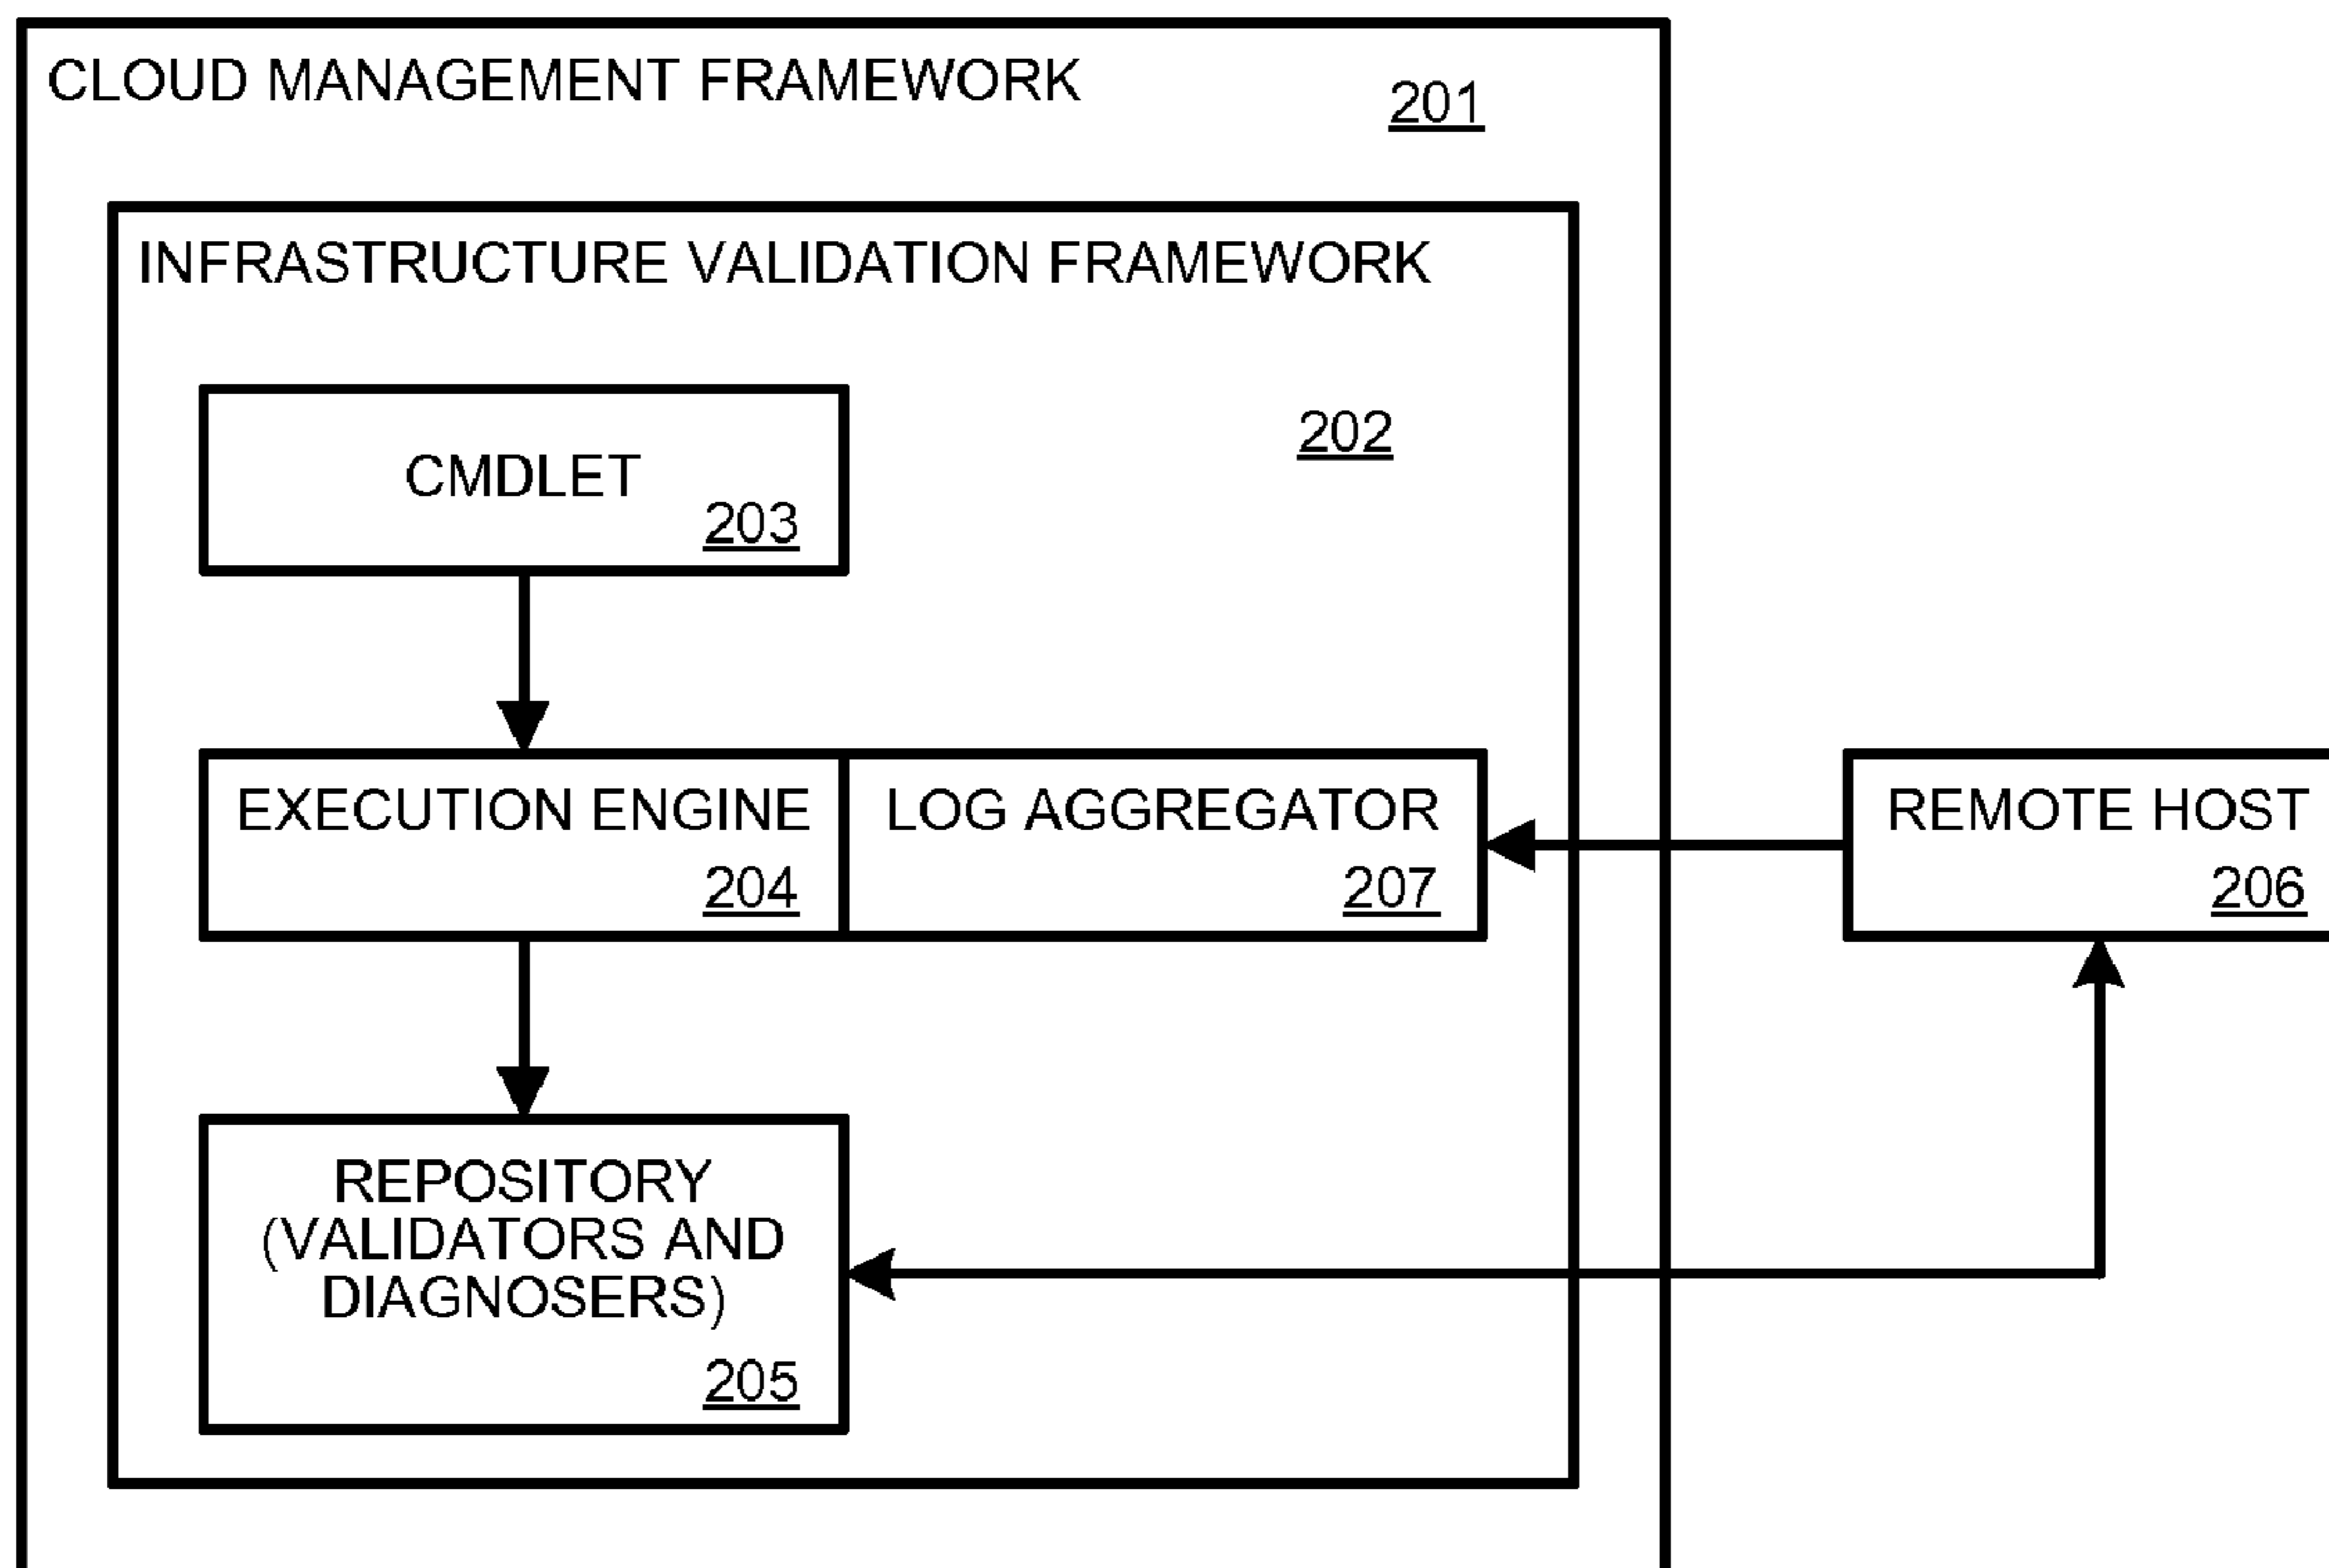 CLOUD MANAGEMENT FRAMEWORK
201
INFRASTRUCTURE VALIDATION FRAMEWORK
202
CMDLET
203
EXECUTION ENGINE
204
LOG AGGREGATOR
207
REMOTE HOST
206
REPOSITORY
(VALIDATORS AND
DIAGNOSERS)
205